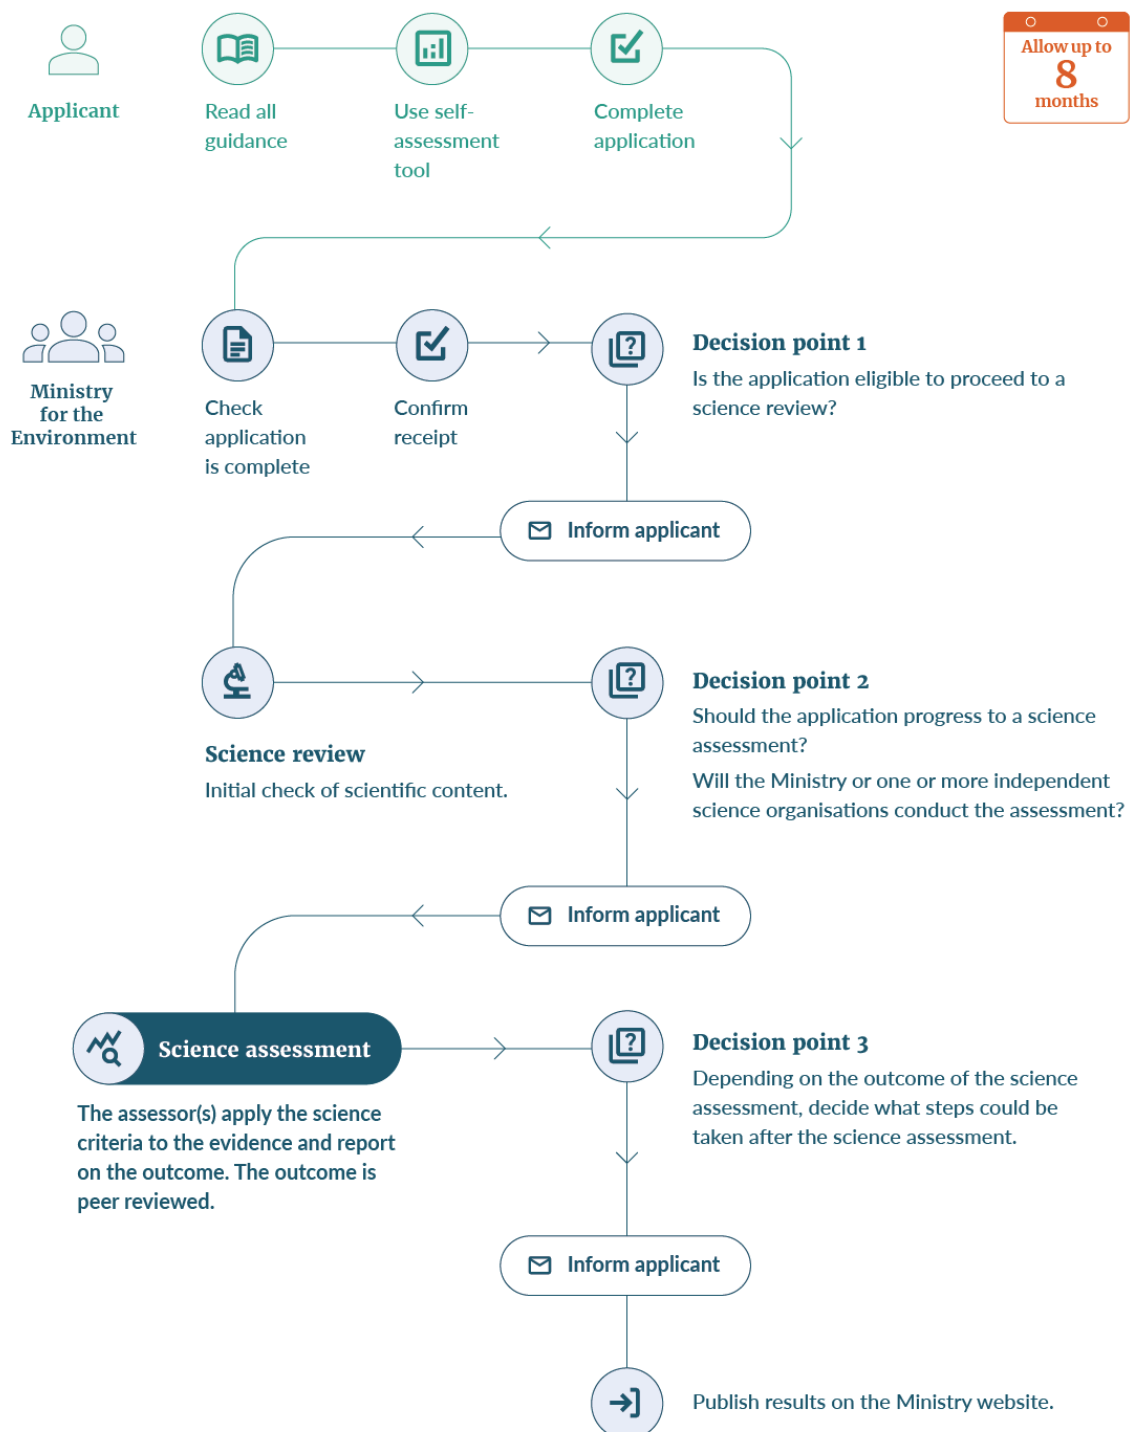 Allow up to
8
months
Applicant
Read all
guidance
Use self-
assessment
tool
Complete
application
Ministry
for the
Environment
Check
application
is complete
Confirm
receipt
Decision point 1
Is the application eligible to proceed to a
science review?
Inform applicant
Science review
Initial check of scientific content.
Decision point 2
Should the application progress to a science
assessment?
Will the Ministry or one or more independent
science organisations conduct the assessment?
Inform applicant
Science assessment
The assessor(s) apply the science
criteria to the evidence and report
on the outcome. The outcome is
peer reviewed.
Decision point 3
Depending on the outcome of the science
assessment, decide what steps could be
taken after the science assessment.
Inform applicant
Publish results on the Ministry website.